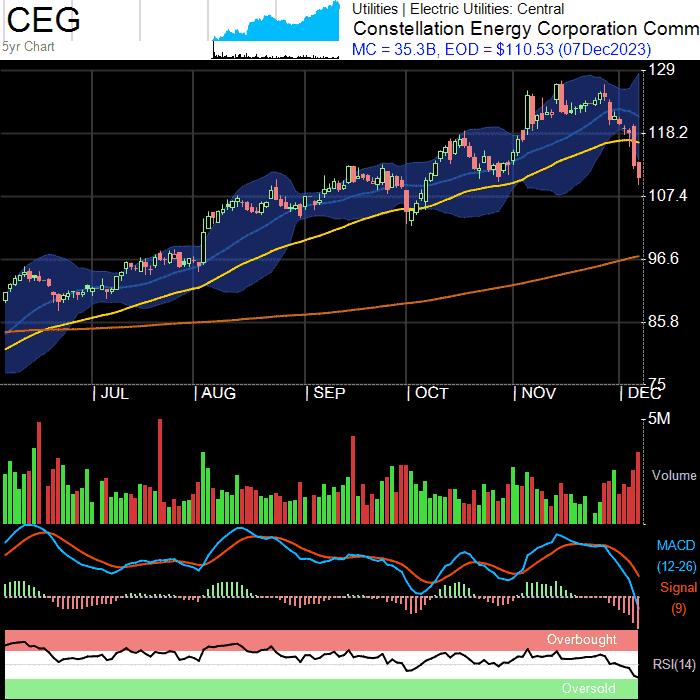 CEG
5yr Chart
Utilities | Electric Utilities: Central
Constellation Energy Corporation Comm
MC = 35.3B, EOD = $110.53 (07Dec2023)
129
118.2
107.4
96.6
85.8
75
| JUL | AUG | SEP | OCT | NOV | DEC
5M
Volume
MACD
(12-26)
Signal
(9)
Overbought
RSI(14)
Oversold